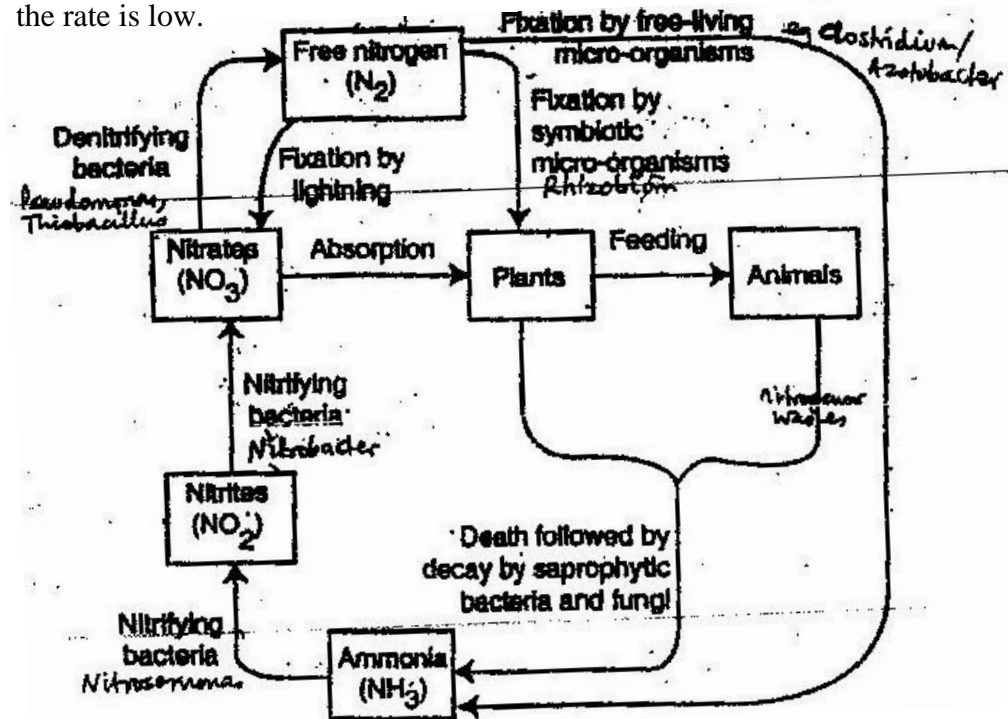 the rate is low.
Fixation by free-living
micro-organisms
eg Clostridium/
Azotobacter
Free nitrogen
(N2)
Denitrifying
bacteria
Pseudomonas,
Thiobacillus
Fixation by
lightning
Fixation by
symbiotic
micro-organisms
Rhizobium
Nitrates
(NO3)
Absorption
Plants
Feeding
Animals
Nitrifying
bacteria
Nitrobacter
Nitrogenous
wastes
Nitrites
(NO2)
Death followed by
decay by saprophytic
bacteria and fungi
Nitrifying
bacteria
Nitrosomonas
Ammonia
(NH3)